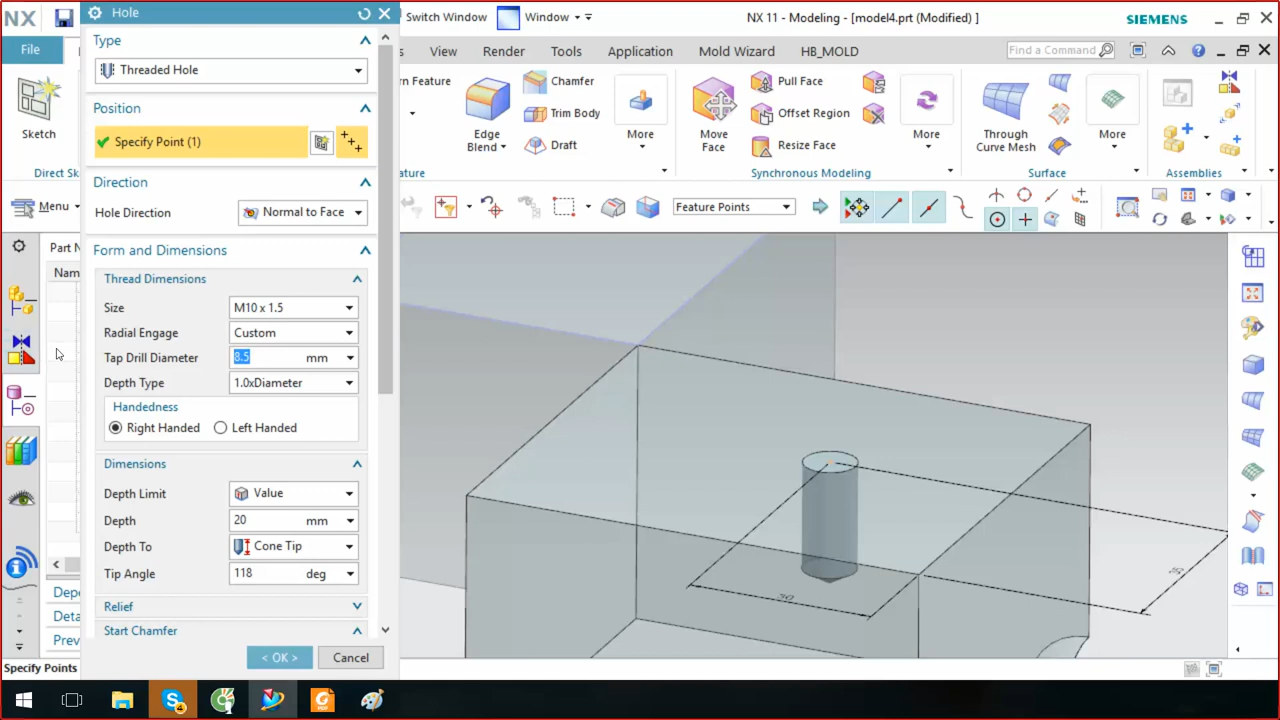 NX
Hole
Switch Window
Window
NX 11 - Modeling - [model4.prt (Modified) ]
SIEMENS
File
View
Render
Tools
Application
Mold Wizard
HB_MOLD
Find a Command
Type
Threaded Hole
Position
Specify Point (1)
Direction
Hole Direction
Normal to Face
Form and Dimensions
Thread Dimensions
Size
M10 x 1.5
Radial Engage
Custom
Tap Drill Diameter
8.5 mm
Depth Type
1.0xDiameter
Handedness
Right Handed
Left Handed
Dimensions
Depth Limit
Value
Depth
20 mm
Depth To
Cone Tip
Tip Angle
118 deg
Relief
Start Chamfer
< OK >
Cancel
Sketch
Direct Sk
Menu
Part N
Nam
Depe
Deta
Prev
Specify Points
rn Feature
Edge
Blend
Chamfer
Trim Body
Draft
More
ature
Move
Face
Pull Face
Offset Region
Resize Face
More
Synchronous Modeling
Through
Curve Mesh
More
Surface
Assemblies
Feature Points
4